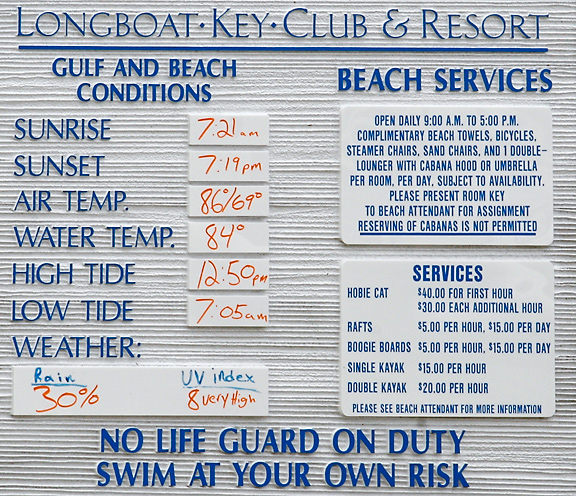 LONGBOAT·KEY·CLUB & RESORT
GULF AND BEACH
CONDITIONS
SUNRISE 7:21am
SUNSET 7:19pm
AIR TEMP. 86°/69°
WATER TEMP. 84°
HIGH TIDE 12:50pm
LOW TIDE 7:05am
WEATHER:
Rain UV index
30% 8 very High
BEACH SERVICES
OPEN DAILY 9:00 A.M. TO 5:00 P.M.
COMPLIMENTARY BEACH TOWELS, BICYCLES,
STEAMER CHAIRS, SAND CHAIRS, AND 1 DOUBLE-
LOUNGER WITH CABANA HOOD OR UMBRELLA
PER ROOM, PER DAY, SUBJECT TO AVAILABILITY.
PLEASE PRESENT ROOM KEY
TO BEACH ATTENDANT FOR ASSIGNMENT
RESERVING OF CABANAS IS NOT PERMITTED
SERVICES
HOBIE CAT $40.00 FOR FIRST HOUR
$30.00 EACH ADDITIONAL HOUR
RAFTS $5.00 PER HOUR, $15.00 PER DAY
BOOGIE BOARDS $5.00 PER HOUR, $15.00 PER DAY
SINGLE KAYAK $15.00 PER HOUR
DOUBLE KAYAK $20.00 PER HOUR
PLEASE SEE BEACH ATTENDANT FOR MORE INFORMATION
NO LIFE GUARD ON DUTY
SWIM AT YOUR OWN RISK